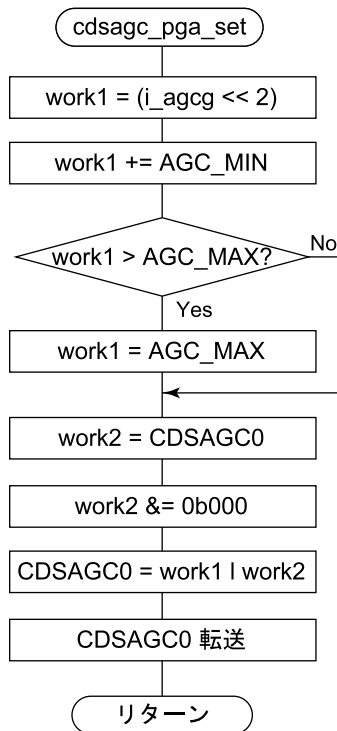 cdsagc_pga_set
work1 = (i_agcg << 2)
work1 += AGC_MIN
work1 > AGC_MAX?
No
Yes
work1 = AGC_MAX
work2 = CDSAGC0
work2 &= 0b000
CDSAGC0 = work1 | work2
CDSAGC0 転送
リターン